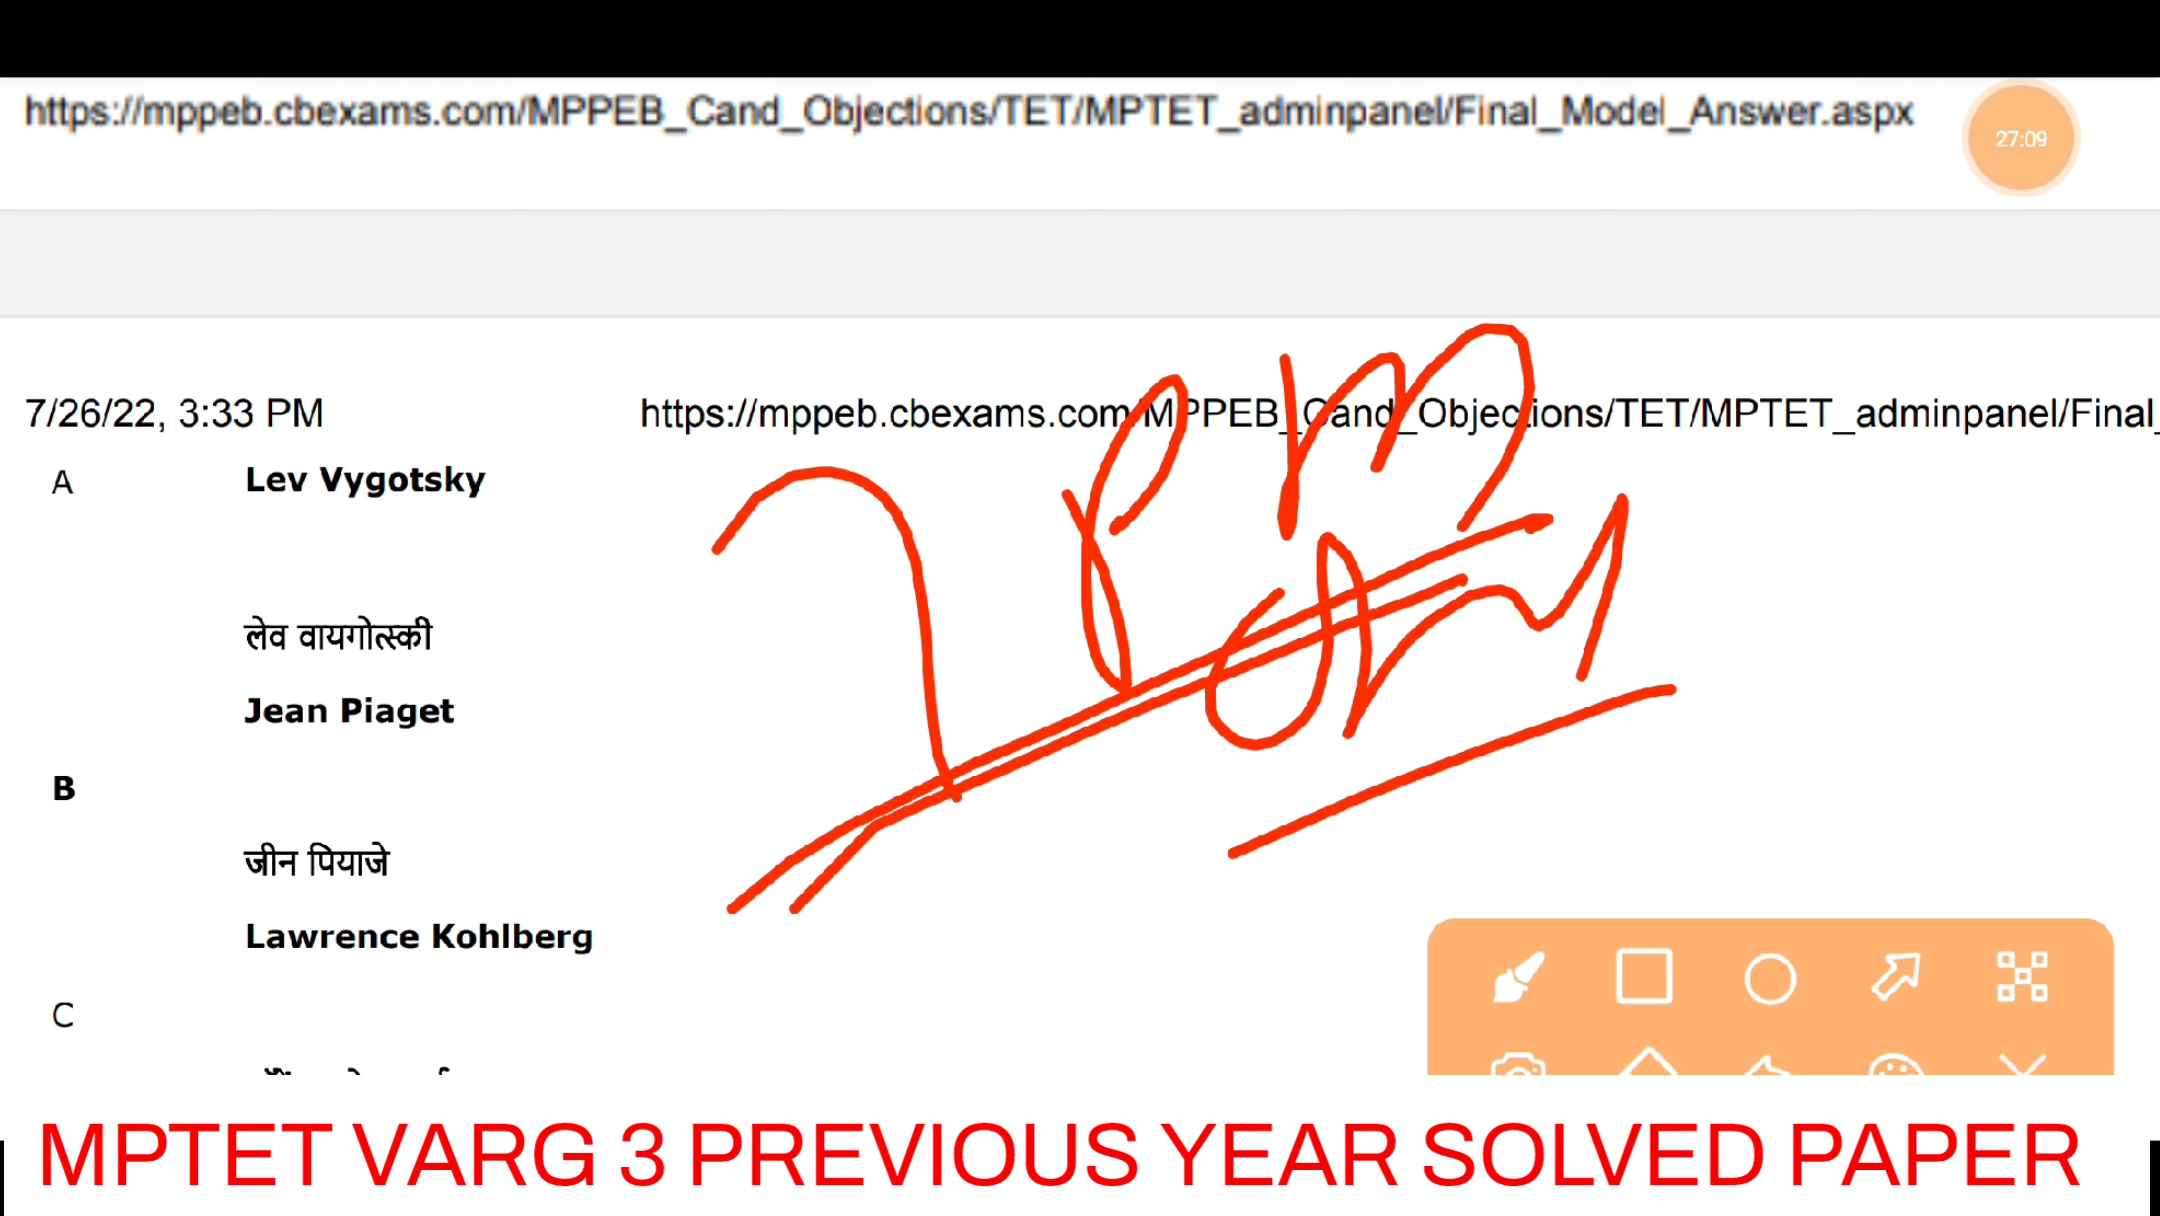 https://mppeb.cbexams.com/MPPEB_Cand_Objections/TET/MPTET_adminpanel/Final_Model_Answer.aspx
27:09
7/26/22, 3:33 PM https://mppeb.cbexams.com/MPPEB_Cand_Objections/TET/MPTET_adminpanel/Final_
A Lev Vygotsky
लेव वायगोत्स्की
Jean Piaget
B
जीन पियाजे
Lawrence Kohlberg
C
MPTET VARG 3 PREVIOUS YEAR SOLVED PAPER